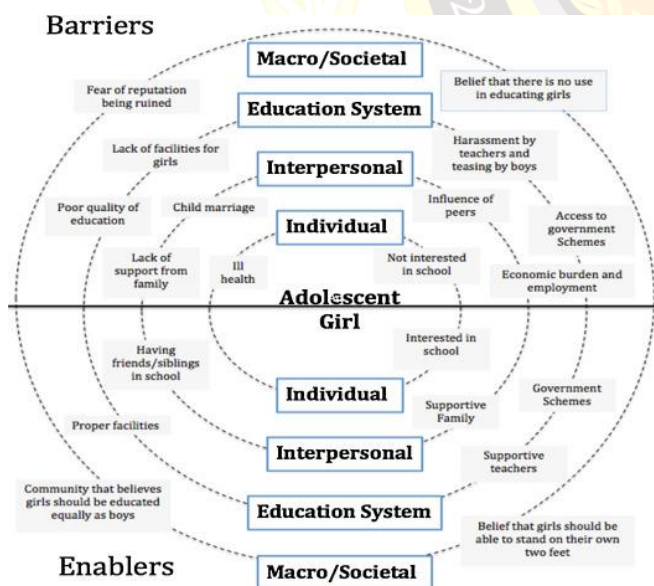 Barriers
Macro/Societal
Fear of reputation
being ruined
Belief that there is no use
in educating girls
Education System
Lack of facilities for
girls
Harassment by
teachers and
teasing by boys
Interpersonal
Poor quality of
education
Child marriage
Influence of
peers
Access to
government
Schemes
Individual
Lack of
support from
family
Ill
health
Not interested
in school
Economic burden and
employment
Adolescent
Girl
Having
friends/siblings
in school
Interested in
school
Individual
Government
Schemes
Supportive
Family
Proper facilities
Interpersonal
Supportive
teachers
Community that believes
girls should be educated
equally as boys
Education System
Belief that girls should be
able to stand on their own
two feet
Enablers
Macro/Societal